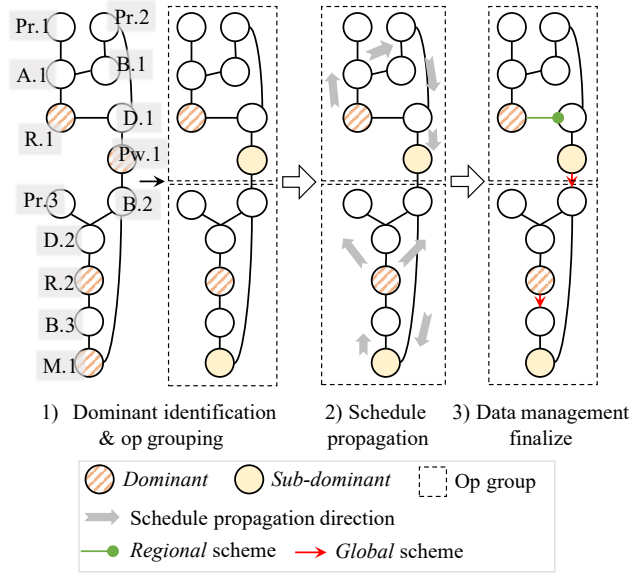 Pr.1
Pr.2
A.1
B.1
R.1
D.1
Pw.1
Pr.3
B.2
D.2
R.2
B.3
M.1
1) Dominant identification
& op grouping
2) Schedule
propagation
3) Data management
finalize
Dominant
Sub-dominant
Op group
Schedule propagation direction
Regional scheme
Global scheme